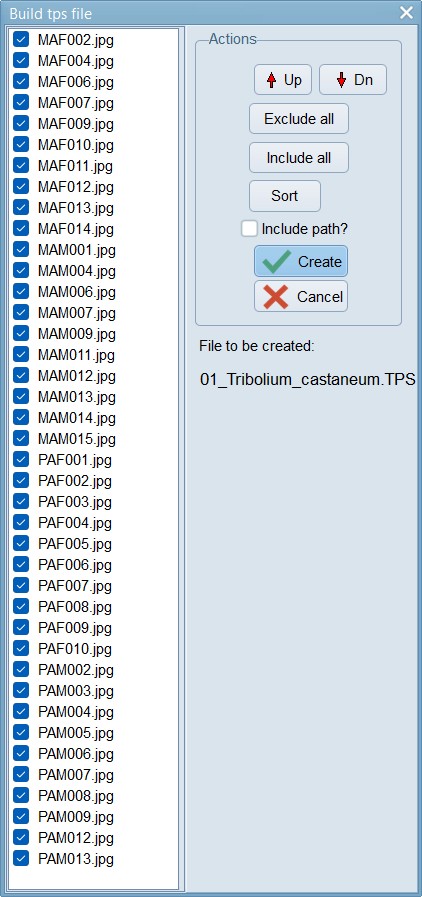 Build tps file
MAF002.jpg
MAF004.jpg
MAF006.jpg
MAF007.jpg
MAF009.jpg
MAF010.jpg
MAF011.jpg
MAF012.jpg
MAF013.jpg
MAF014.jpg
MAM001.jpg
MAM004.jpg
MAM006.jpg
MAM007.jpg
MAM009.jpg
MAM011.jpg
MAM012.jpg
MAM013.jpg
MAM014.jpg
MAM015.jpg
PAF001.jpg
PAF002.jpg
PAF003.jpg
PAF004.jpg
PAF005.jpg
PAF006.jpg
PAF007.jpg
PAF008.jpg
PAF009.jpg
PAF010.jpg
PAM002.jpg
PAM003.jpg
PAM004.jpg
PAM005.jpg
PAM006.jpg
PAM007.jpg
PAM008.jpg
PAM009.jpg
PAM012.jpg
PAM013.jpg
Actions
Up Dn
Exclude all
Include all
Sort
Include path?
Create
Cancel
File to be created:
01_Tribolium_castaneum.TPS